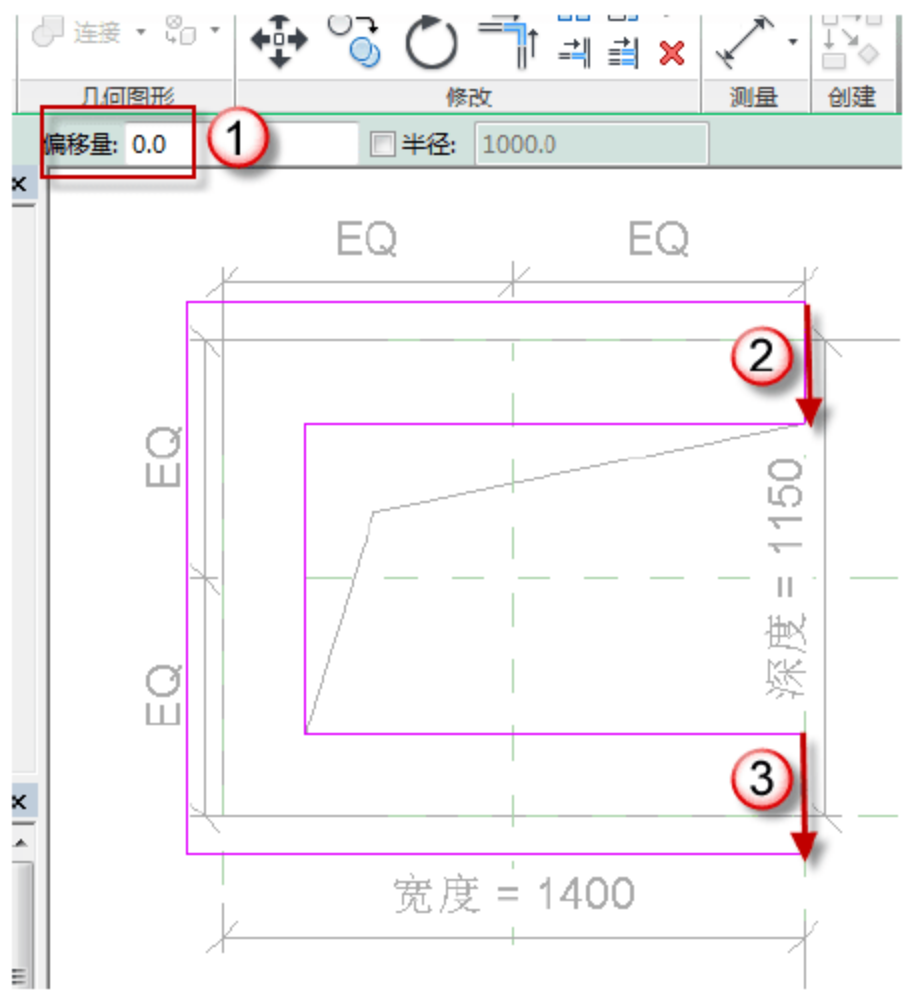 连接
几何图形
修改
测量
创建
偏移量: 0.0
1
半径: 1000.0
EQ
EQ
2
EQ
深度 = 1150
EQ
3
宽度 = 1400